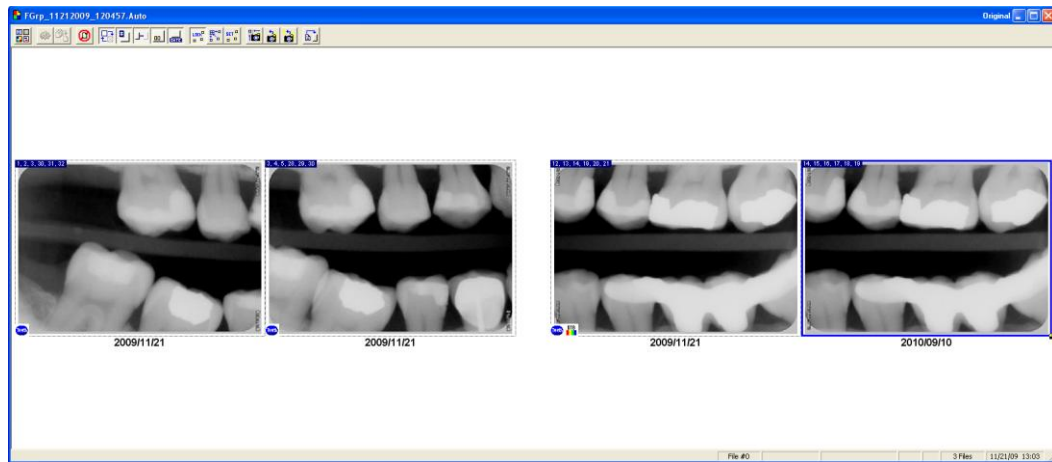 FGrp_11212009_120457.Auto
Original
1, 2, 3, 30, 31, 32
3, 4, 5, 28, 29, 30
12, 13, 14, 19, 20, 21
14, 15, 16, 17, 18, 19
2009/11/21
2009/11/21
2009/11/21
2010/09/10
File #0
3 Files
11/21/09 13:03